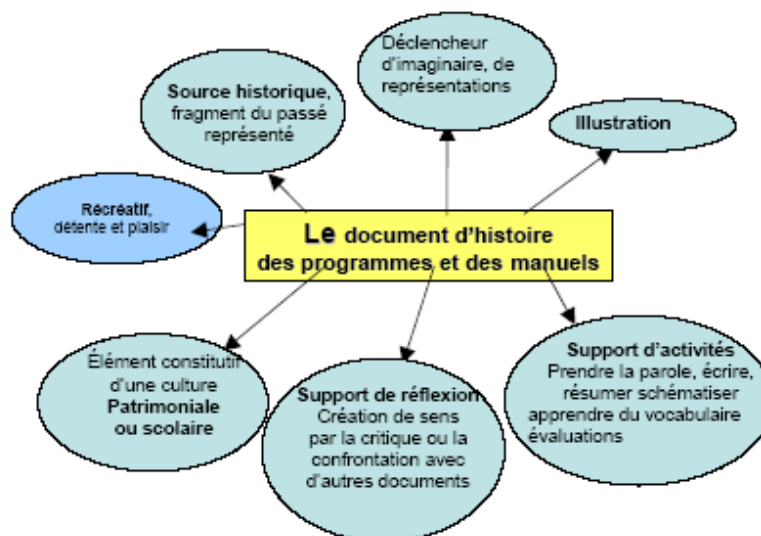 Déclencheur
d'imaginaire, de
représentations
Source historique,
fragment du passé
représenté
Illustration
Récréatif,
détente et plaisir
Le document d'histoire
des programmes et des manuels
Élément constitutif
d'une culture
Patrimoniale
ou scolaire
Support de réflexion
Création de sens
par la critique ou la
confrontation avec
d'autres documents
Support d'activités
Prendre la parole, écrire,
résumer schématiser
apprendre du vocabulaire
évaluations